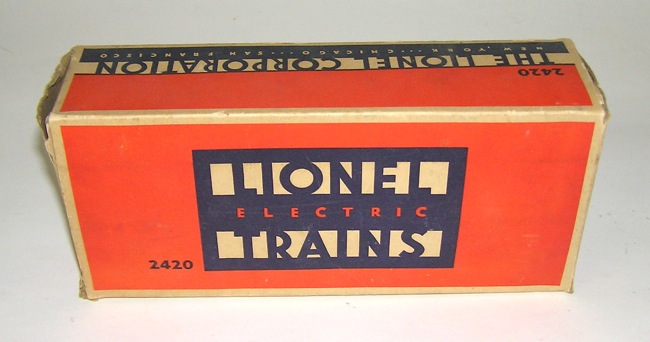 2420
THE LIONEL CORPORATION
NEW YORK...CHICAGO...SAN FRANCISCO
LIONEL
ELECTRIC
TRAINS
2420